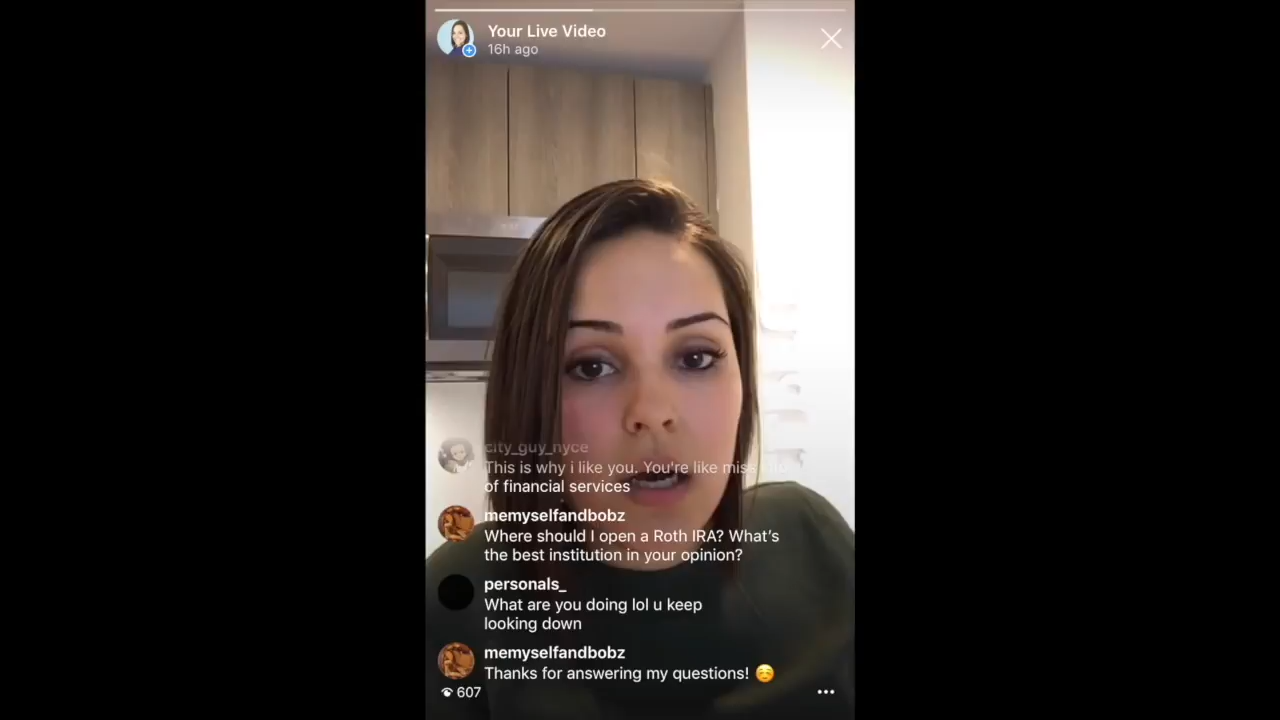 Your Live Video
16h ago
city_guy_nyce
This is why i like you. You're like miss
of financial services
memyselfandbobz
Where should I open a Roth IRA? What's
the best institution in your opinion?
personals_
What are you doing lol u keep
looking down
memyselfandbobz
Thanks for answering my questions! ☺️
607